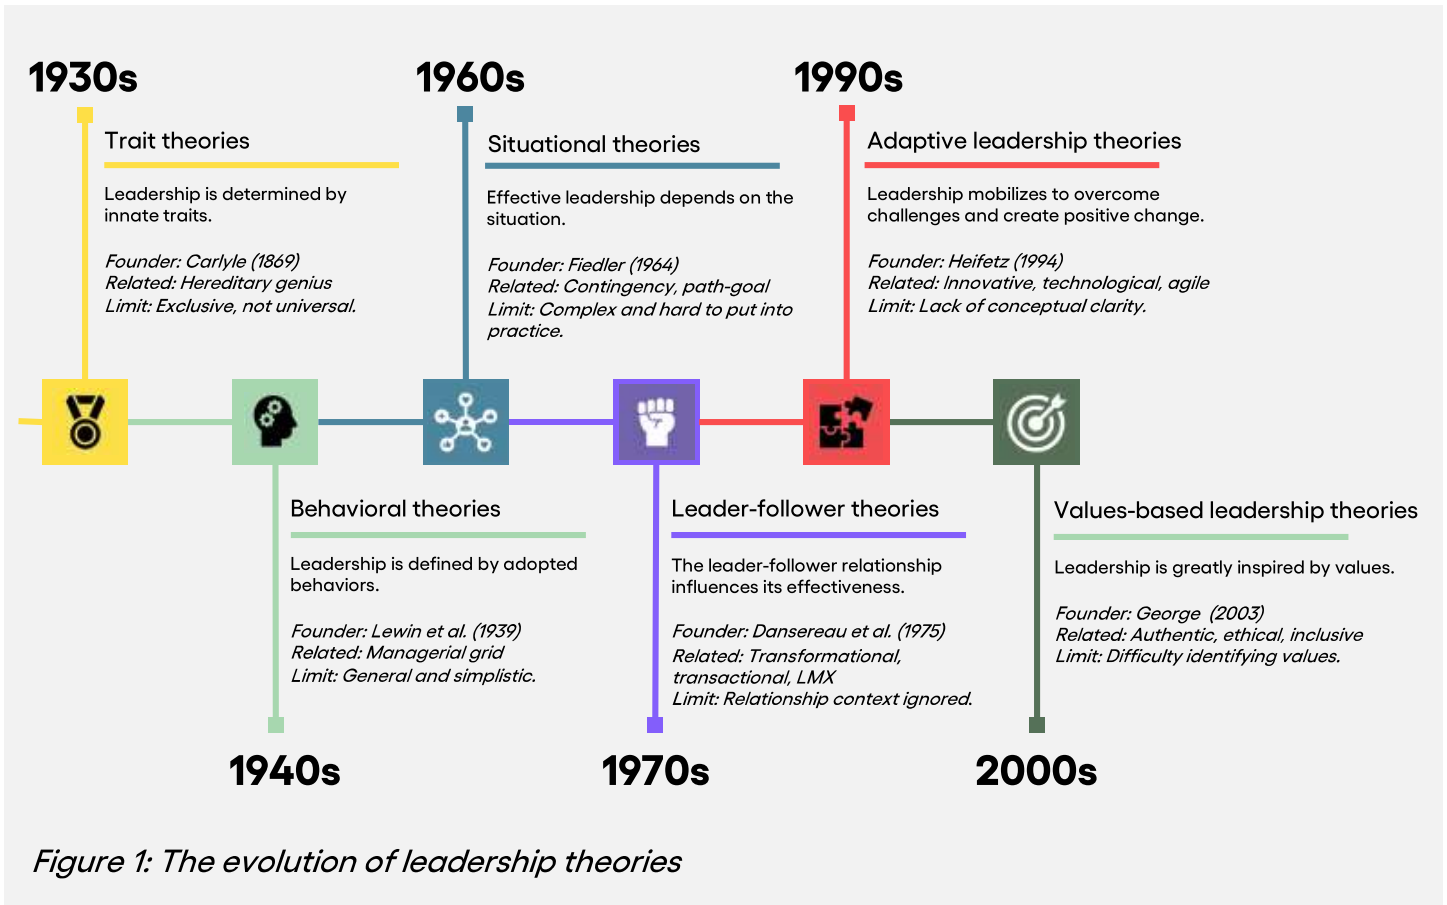 1930s
Trait theories
Leadership is determined by
innate traits.
Founder: Carlyle (1869)
Related: Hereditary genius
Limit: Exclusive, not universal.
1960s
Situational theories
Effective leadership depends on the
situation.
Founder: Fiedler (1964)
Related: Contingency, path-goal
Limit: Complex and hard to put into
practice.
1990s
Adaptive leadership theories
Leadership mobilizes to overcome
challenges and create positive change.
Founder: Heifetz (1994)
Related: Innovative, technological, agile
Limit: Lack of conceptual clarity.
Behavioral theories
Leadership is defined by adopted
behaviors.
Founder: Lewin et al. (1939)
Related: Managerial grid
Limit: General and simplistic.
1940s
Leader-follower theories
The leader-follower relationship
influences its effectiveness.
Founder: Dansereau et al. (1975)
Related: Transformational,
transactional, LMX
Limit: Relationship context ignored.
1970s
Values-based leadership theories
Leadership is greatly inspired by values.
Founder: George (2003)
Related: Authentic, ethical, inclusive
Limit: Difficulty identifying values.
2000s
Figure 1: The evolution of leadership theories